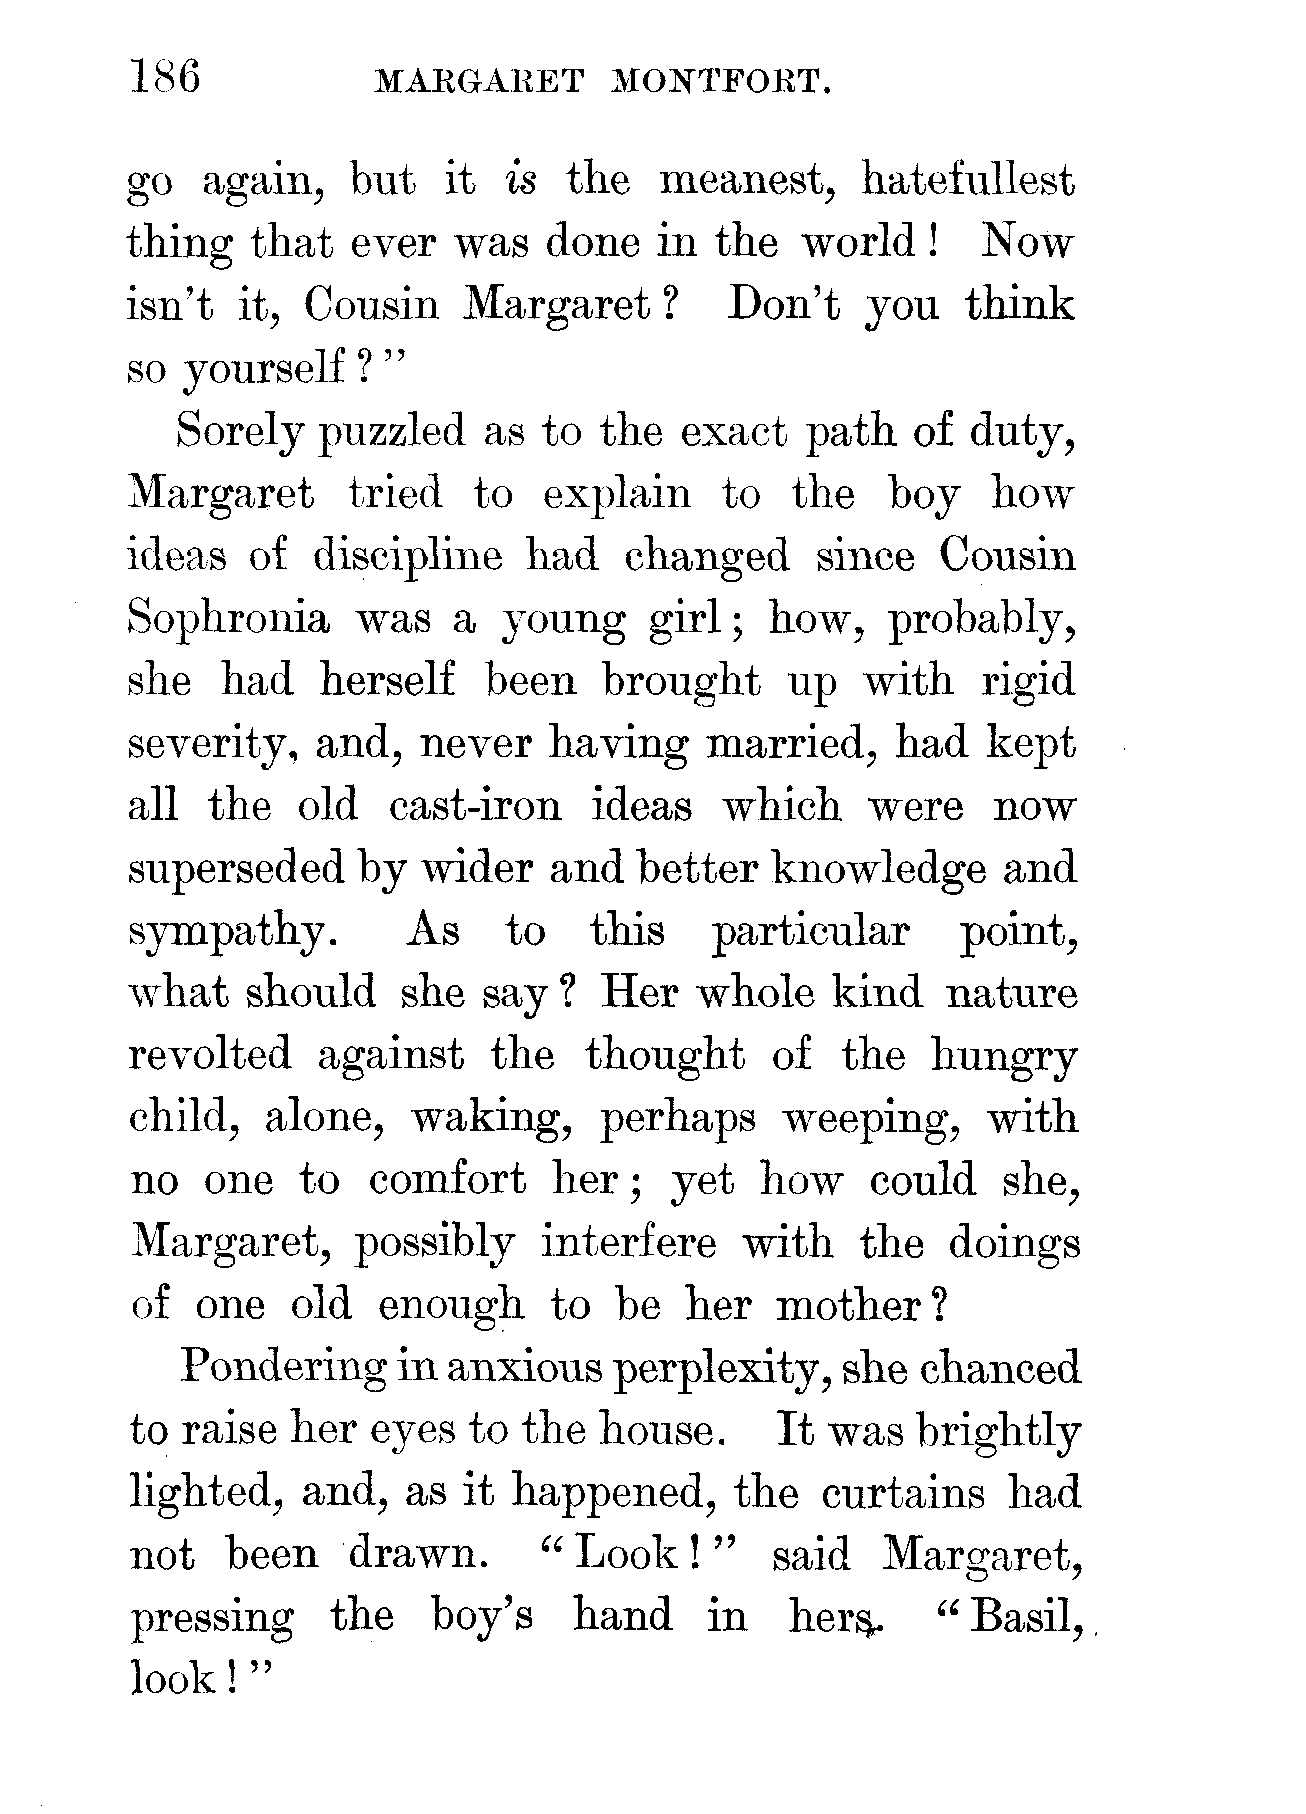 186 MARGARET MONTFORT.
go again, but it is the meanest, hatefullest
thing that ever was done in the world! Now
isn't it, Cousin Margaret? Don't you think
so yourself?"
Sorely puzzled as to the exact path of duty,
Margaret tried to explain to the boy how
ideas of discipline had changed since Cousin
Sophronia was a young girl; how, probably,
she had herself been brought up with rigid
severity, and, never having married, had kept
all the old cast-iron ideas which were now
superseded by wider and better knowledge and
sympathy. As to this particular point,
what should she say? Her whole kind nature
revolted against the thought of the hungry
child, alone, waking, perhaps weeping, with
no one to comfort her; yet how could she,
Margaret, possibly interfere with the doings
of one old enough to be her mother?
Pondering in anxious perplexity, she chanced
to raise her eyes to the house. It was brightly
lighted, and, as it happened, the curtains had
not been drawn. "Look!" said Margaret,
pressing the boy's hand in hers. "Basil,
look!"